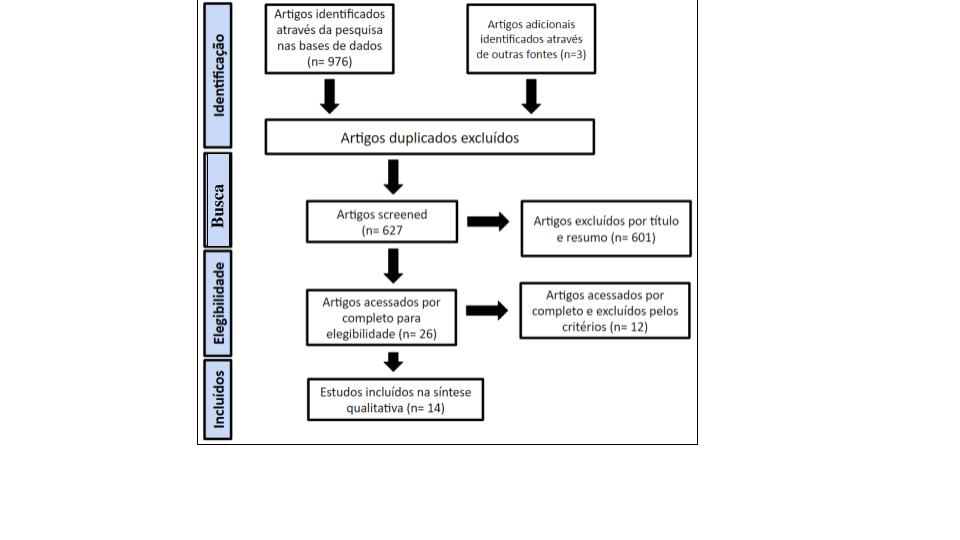 Identificação
Artigos identificados
através da pesquisa
nas bases de dados
(n= 976)
Artigos adicionais
identificados através
de outras fontes (n=3)
Artigos duplicados excluídos
Busca
Artigos screened
(n= 627
Artigos excluídos por título
e resumo (n= 601)
Elegibilidade
Artigos acessados por
completo para
elegibilidade (n= 26)
Artigos acessados por
completo e excluídos pelos
critérios (n= 12)
Incluídos
Estudos incluídos na síntese
qualitativa (n= 14)